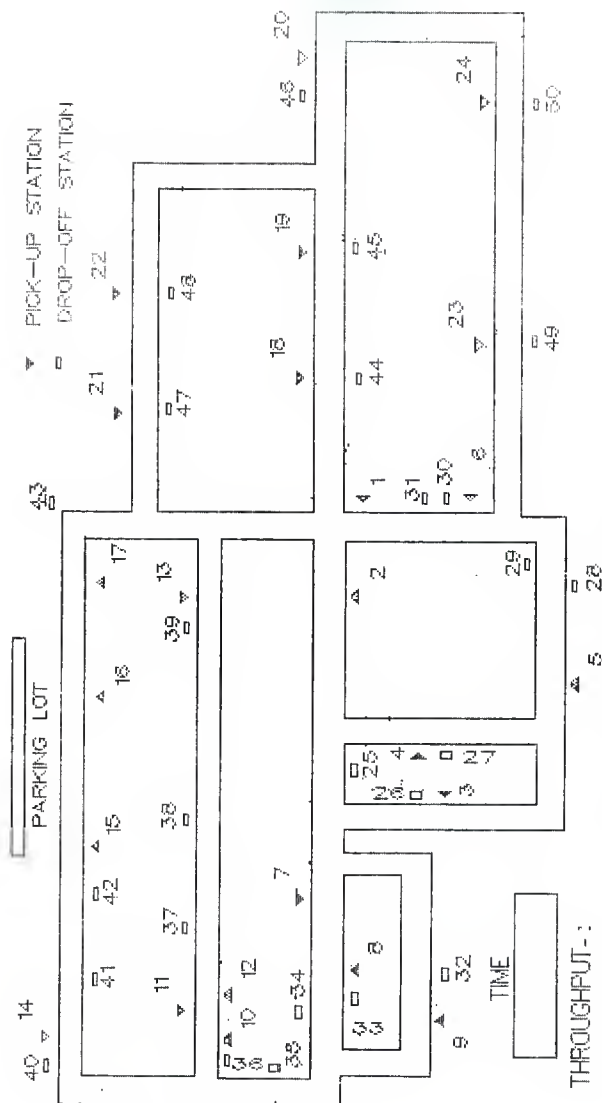 PICK-UP STATION
DROP-OFF STATION
PARKING LOT
40 14 43
41 42 15 16 17 21 22
11 37 38 39 13 47 48
10 12 46 20
36 35 34 7 18 19
33 8 25 2 1 44 45
26 4
3 27 31 30 6 23 24
9 32 29 49 50
5 28
TIME
THROUGHPUT-: